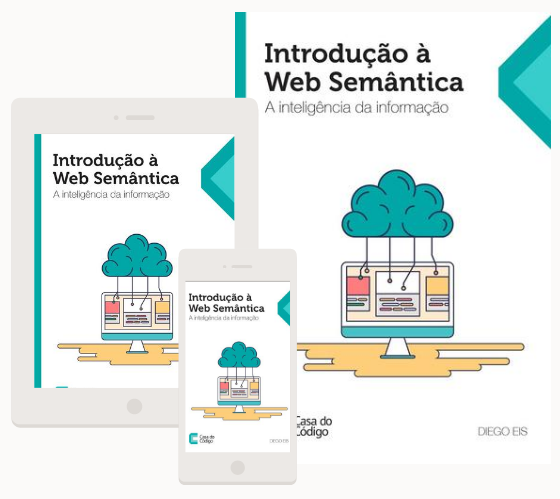 Introdução à
Web Semântica
A inteligência da informação
Introdução à
Web Semântica
A inteligência da informação
Introdução à
Web Semântica
A inteligência da informação
Casa do
Código
DIEGO EIS
Casa do
Código
DIEGO EIS